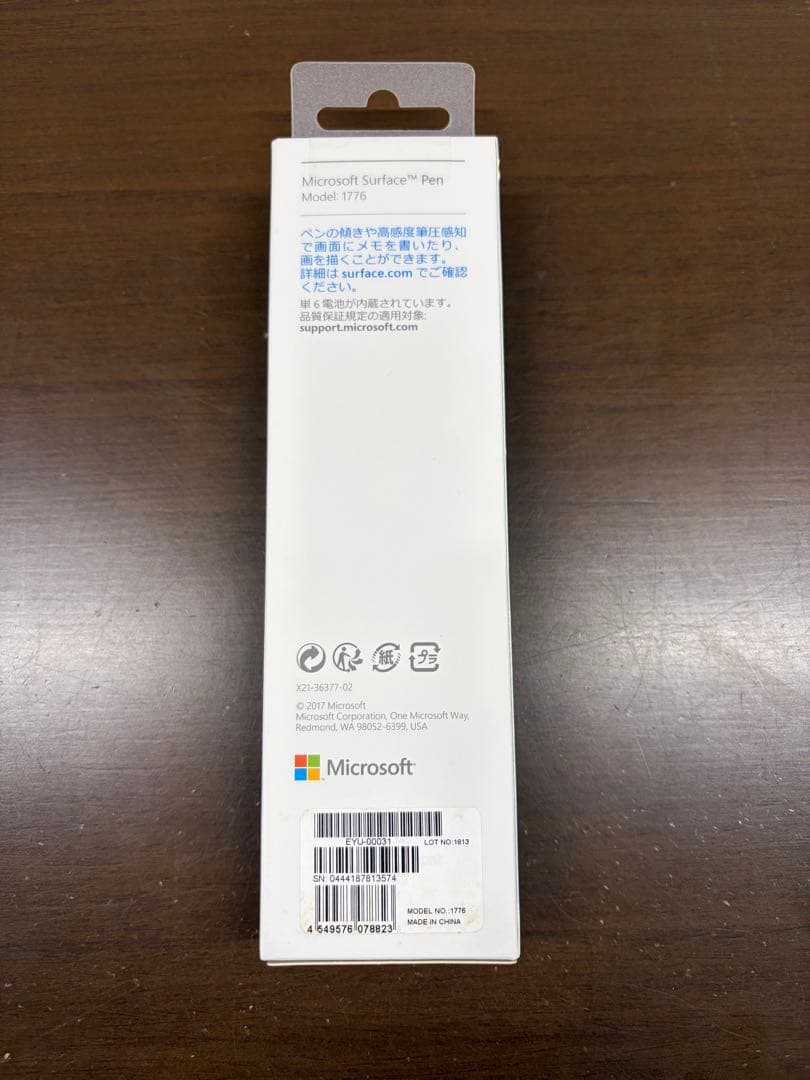 Microsoft Surface™ Pen
Model: 1776
ペンの傾きや高感度筆圧感知
で画面にメモを書いたり、
画を描くことができます。
詳細は surface.com でご確認
ください。
単6電池が内蔵されています。
品質保証規定の適用対象:
support.microsoft.com
紙
プラ
X21-36377-02
© 2017 Microsoft
Microsoft Corporation, One Microsoft Way,
Redmond, WA 98052-6399, USA
Microsoft
EYU-00031 LOT NO:1813
SN: 0444187813574
MODEL NO.:1776
MADE IN CHINA
4 549576 078823